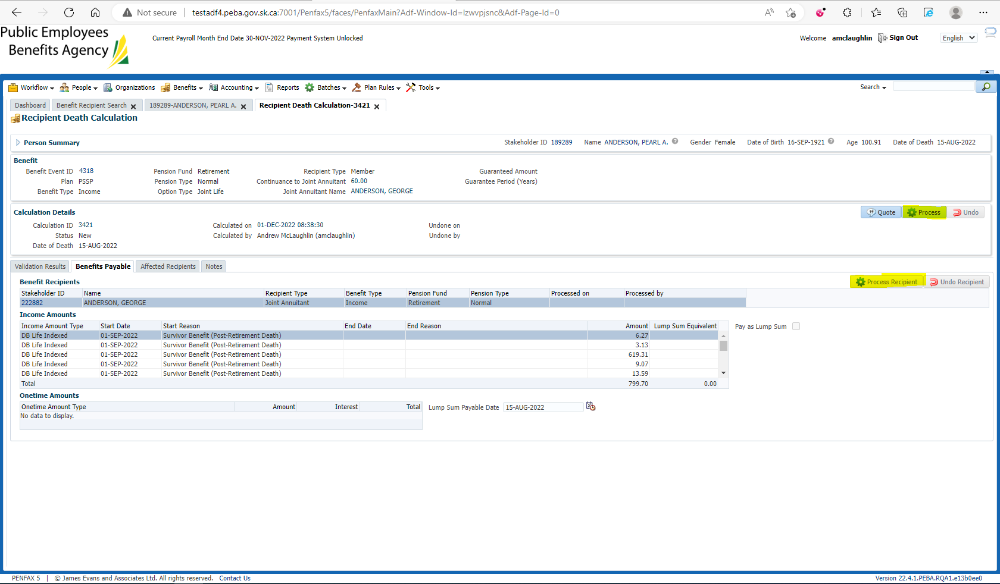 Not secure | testadf4.peba.gov.sk.ca:7001/Penfax5/faces/PenfaxMain?Adf-Window-Id=lzwvpjsnc&Adf-Page-Id=0
Public Employees
Benefits Agency
Current Payroll Month End Date 30-NOV-2022 Payment System Unlocked
Welcome amclaughlin Sign Out English
Workflow People Organizations Benefits Accounting Reports Batches Plan Rules Tools Search
Dashboard Benefit Recipient Search 189289-ANDERSON, PEARL A. Recipient Death Calculation-3421
Recipient Death Calculation
Person Summary Stakeholder ID 189289 Name ANDERSON, PEARL A. Gender Female Date of Birth 16-SEP-1921 Age 100.91 Date of Death 15-AUG-2022
Benefit
Benefit Event ID 4318 Pension Fund Retirement Recipient Type Member Guaranteed Amount
Plan PSSP Pension Type Normal Continuance to Joint Annuitant 60.00 Guarantee Period (Years)
Benefit Type Income Option Type Joint Life Joint Annuitant Name ANDERSON, GEORGE
Calculation Details Quote Process Undo
Calculation ID 3421 Calculated on 01-DEC-2022 08:38:30 Undone on
Status New Calculated by Andrew McLaughlin (amclaughlin) Undone by
Date of Death 15-AUG-2022
Validation Results Benefits Payable Affected Recipients Notes
Benefit Recipients Process Recipient Undo Recipient
Stakeholder ID Name Recipient Type Benefit Type Pension Fund Pension Type Processed on Processed by
222882 ANDERSON, GEORGE Joint Annuitant Income Retirement Normal
Income Amounts
Income Amount Type Start Date Start Reason End Date End Reason Amount Lump Sum Equivalent Pay as Lump Sum
DB Life Indexed 01-SEP-2022 Survivor Benefit (Post-Retirement Death) 6.27
DB Life Indexed 01-SEP-2022 Survivor Benefit (Post-Retirement Death) 3.13
DB Life Indexed 01-SEP-2022 Survivor Benefit (Post-Retirement Death) 619.31
DB Life Indexed 01-SEP-2022 Survivor Benefit (Post-Retirement Death) 9.07
DB Life Indexed 01-SEP-2022 Survivor Benefit (Post-Retirement Death) 13.59
Total 799.70 0.00
Onetime Amounts
Onetime Amount Type Amount Interest Total Lump Sum Payable Date 15-AUG-2022
No data to display.
PENFAX 5 | © James Evans and Associates Ltd. All rights reserved. Contact Us Version 22.4.1.PEBA.RQA1.e13b0ee0